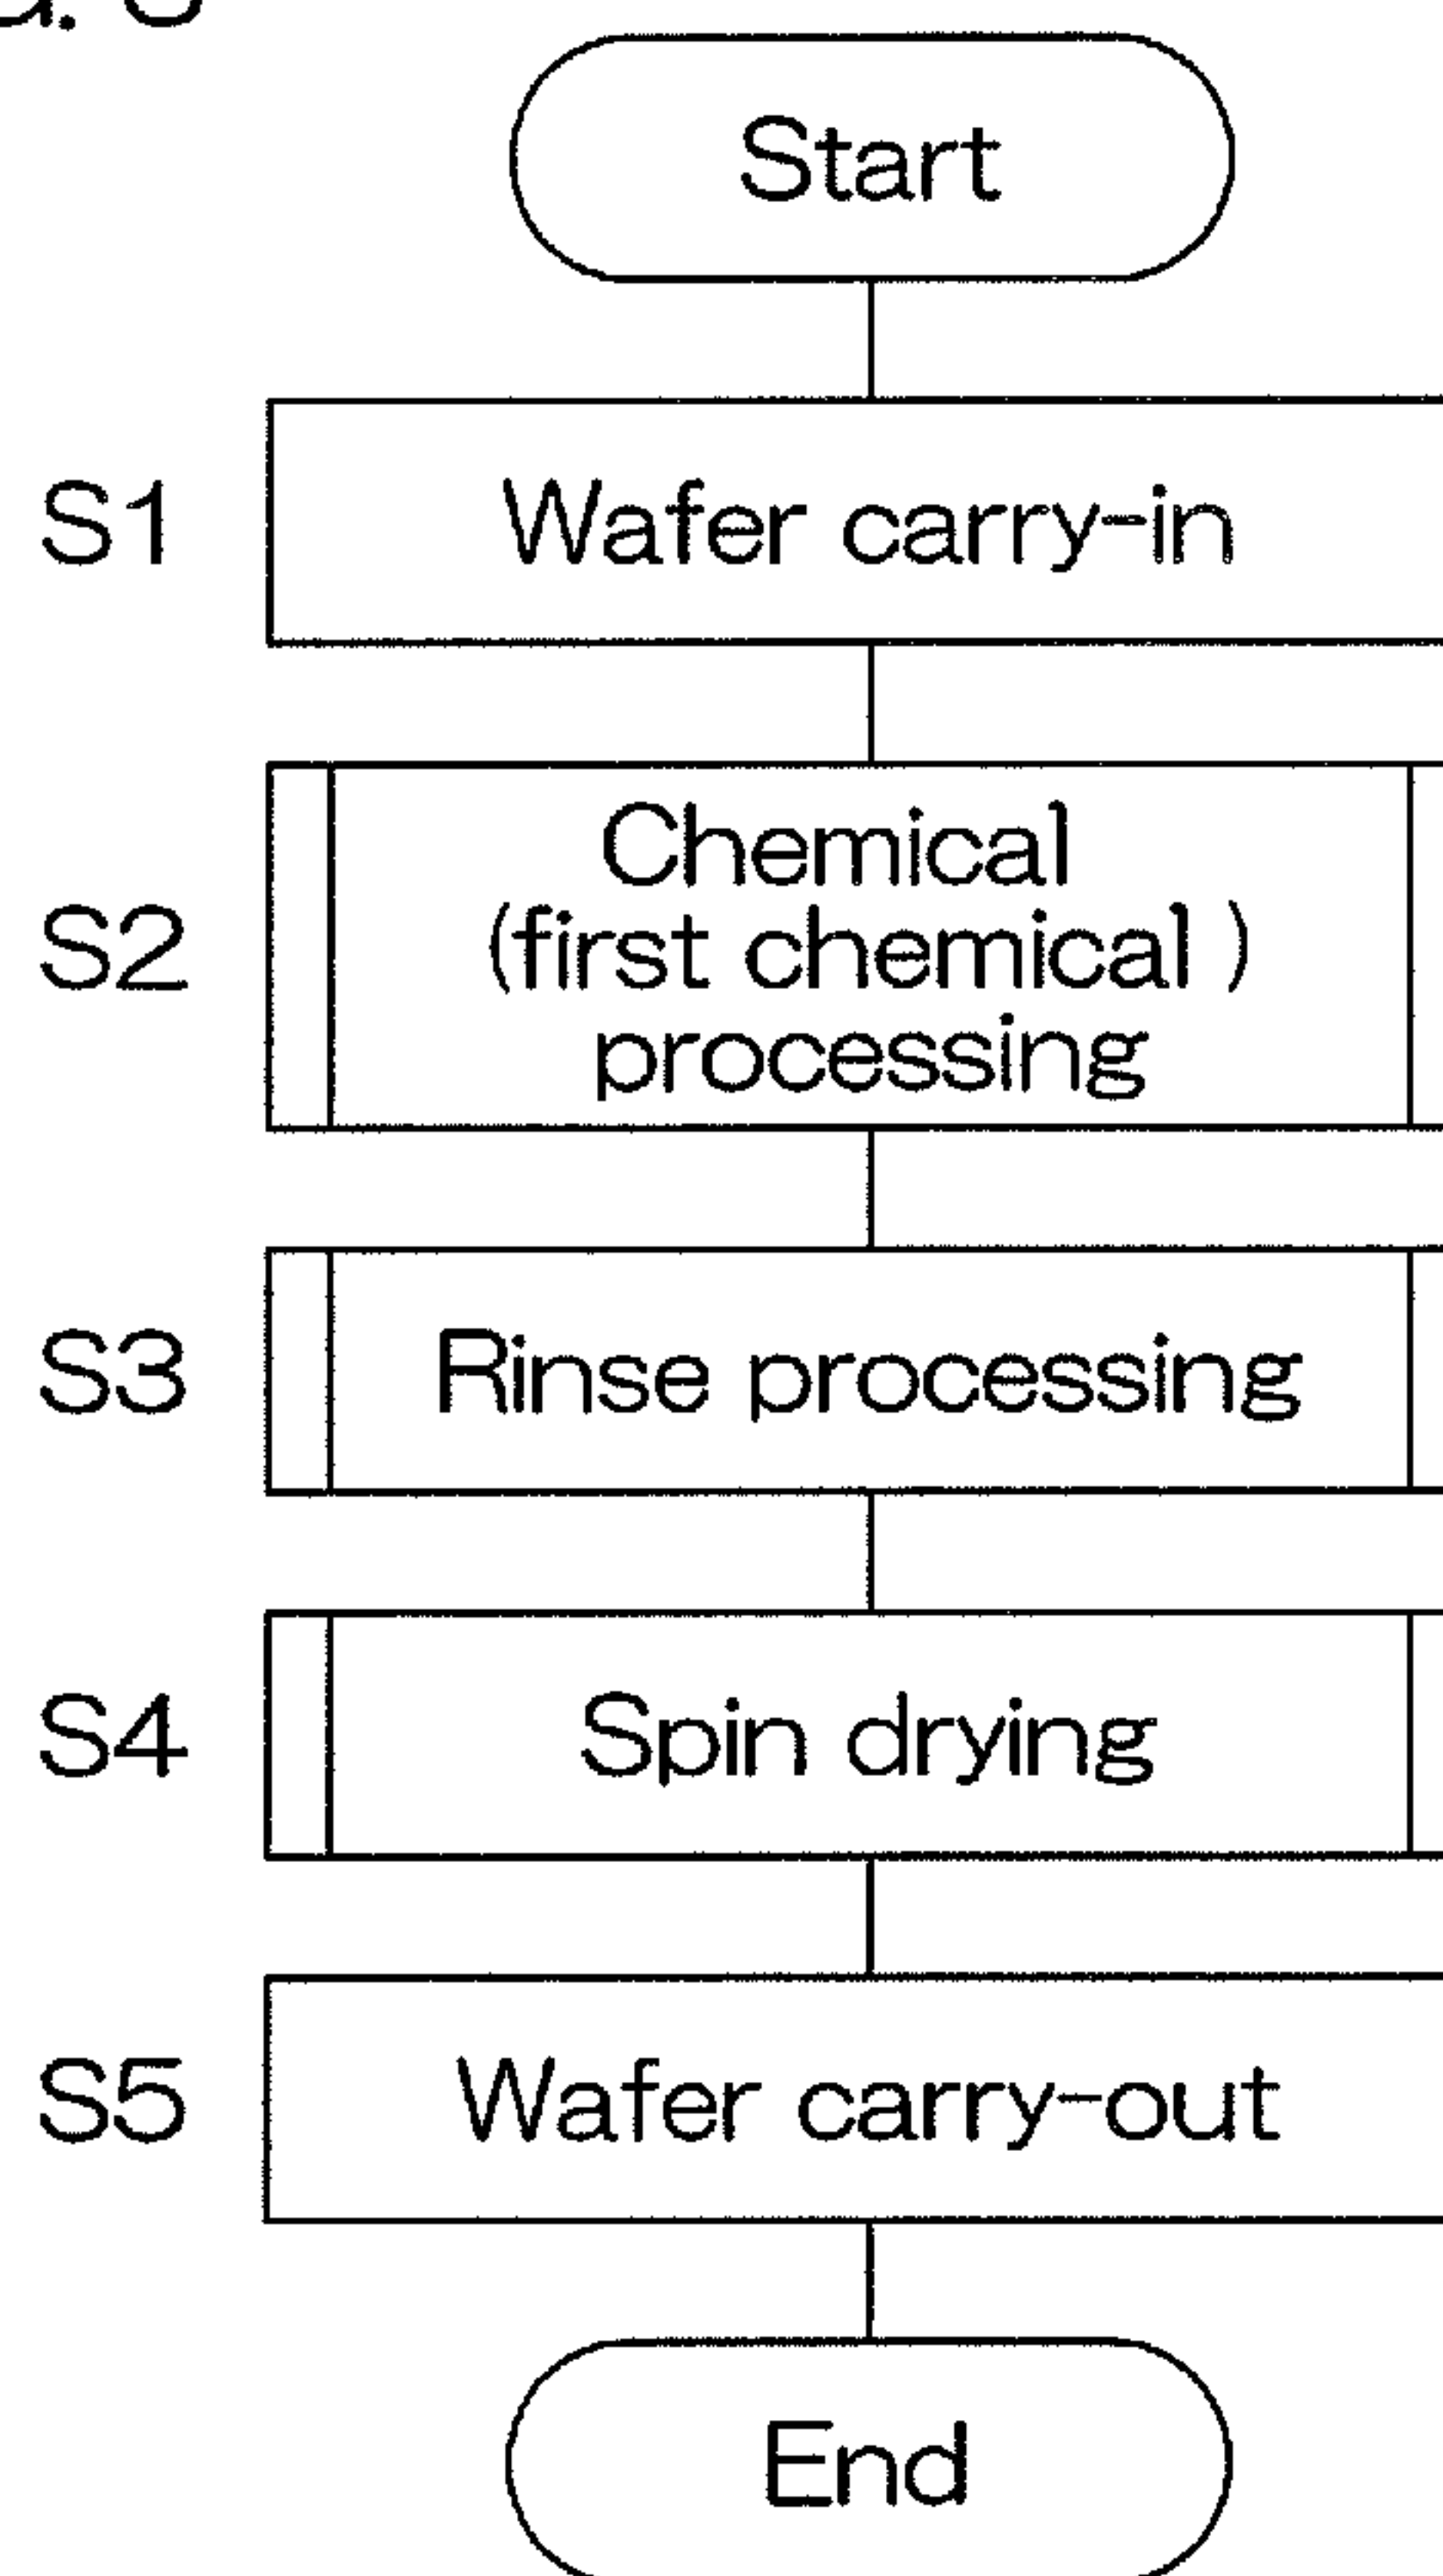 Start
S1 Wafer carry-in
Chemical
S2 (first chemical )
processing
S3 Rinse processing
S4 Spin drying
S5 Wafer carry-out
End